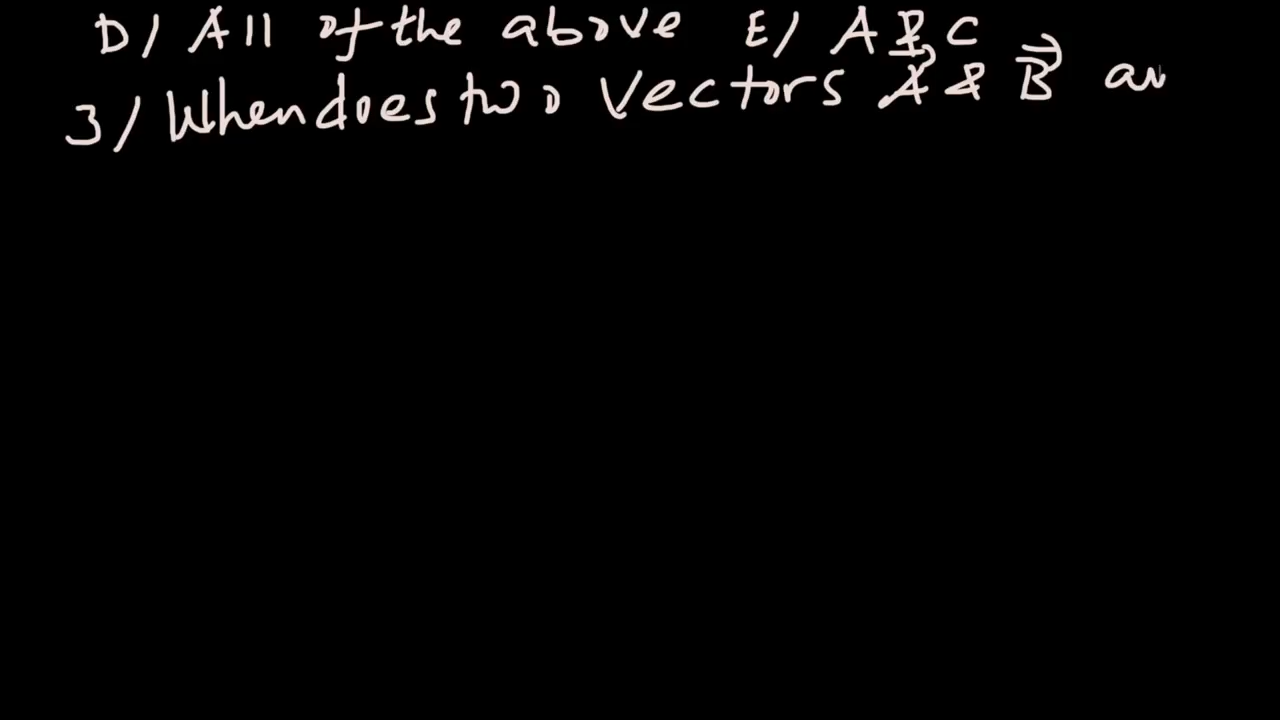 D/ All of the above E/ A & C
3/ When does two vectors A⃗ & B⃗